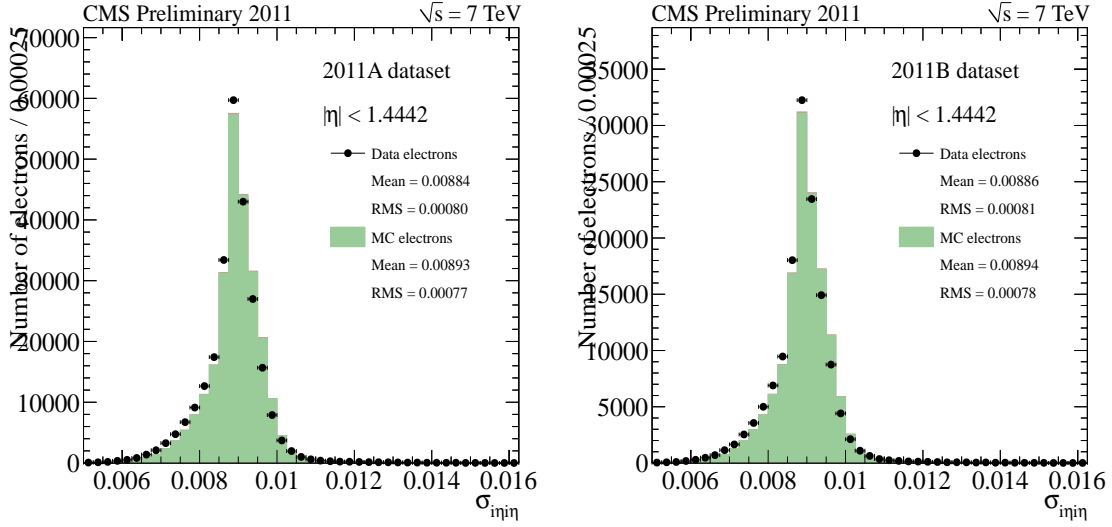 CMS Preliminary 2011 √s = 7 TeV
Number of electrons / 0.000025
70000
60000
50000
40000
30000
20000
10000
0
2011A dataset
|η| < 1.4442
Data electrons
Mean = 0.00884
RMS = 0.00080
MC electrons
Mean = 0.00893
RMS = 0.00077
0.006 0.008 0.01 0.012 0.014 0.016
σiηiη
CMS Preliminary 2011 √s = 7 TeV
Number of electrons / 0.00025
35000
30000
25000
20000
15000
10000
5000
0
2011B dataset
|η| < 1.4442
Data electrons
Mean = 0.00886
RMS = 0.00081
MC electrons
Mean = 0.00894
RMS = 0.00078
0.006 0.008 0.01 0.012 0.014 0.016
σiηiη